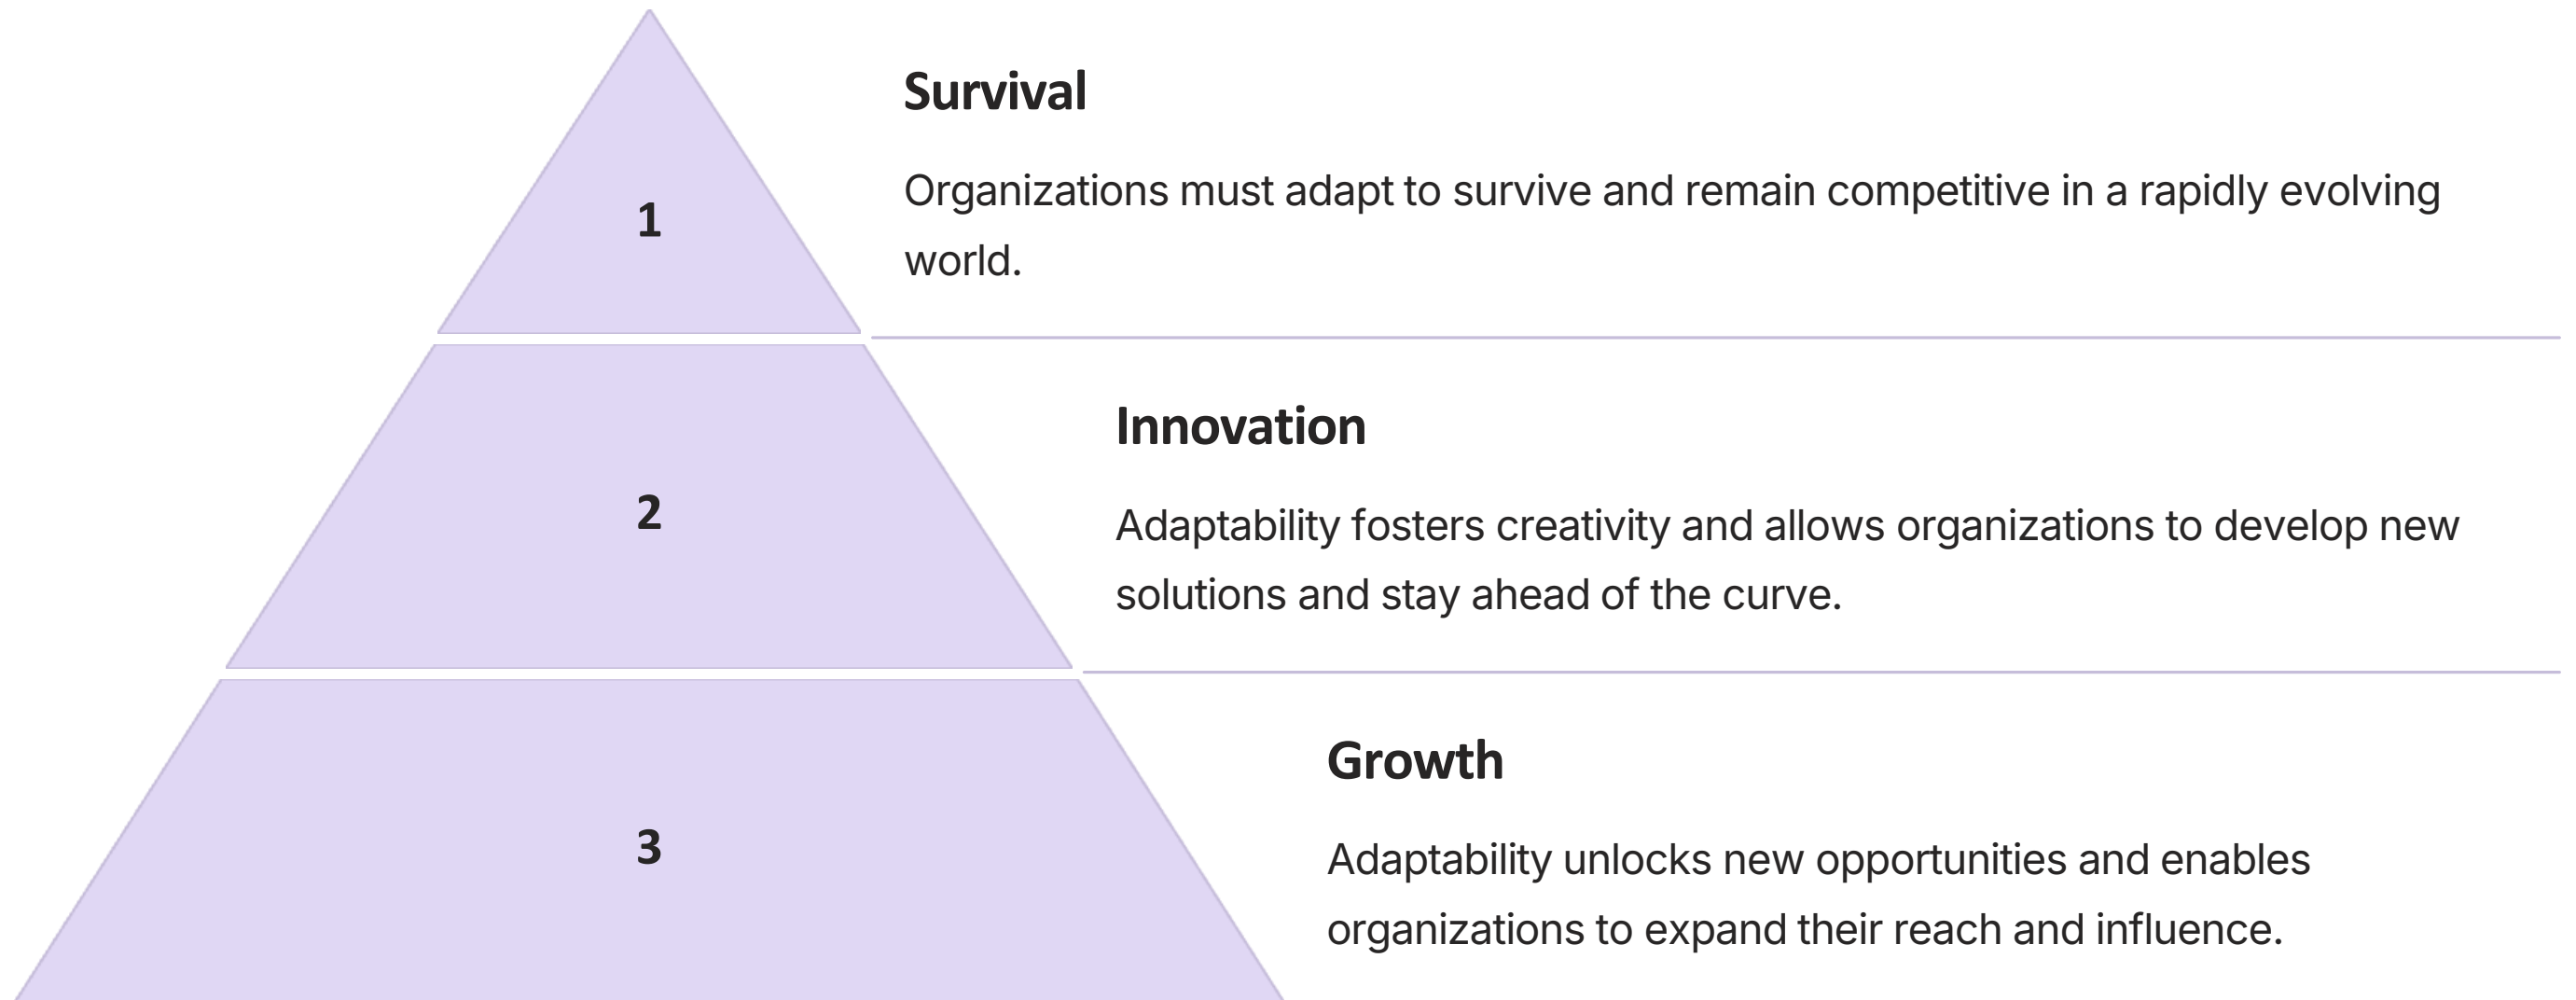 Survival
1
Organizations must adapt to survive and remain competitive in a rapidly evolving
world.
Innovation
2
Adaptability fosters creativity and allows organizations to develop new
solutions and stay ahead of the curve.
Growth
3
Adaptability unlocks new opportunities and enables
organizations to expand their reach and influence.